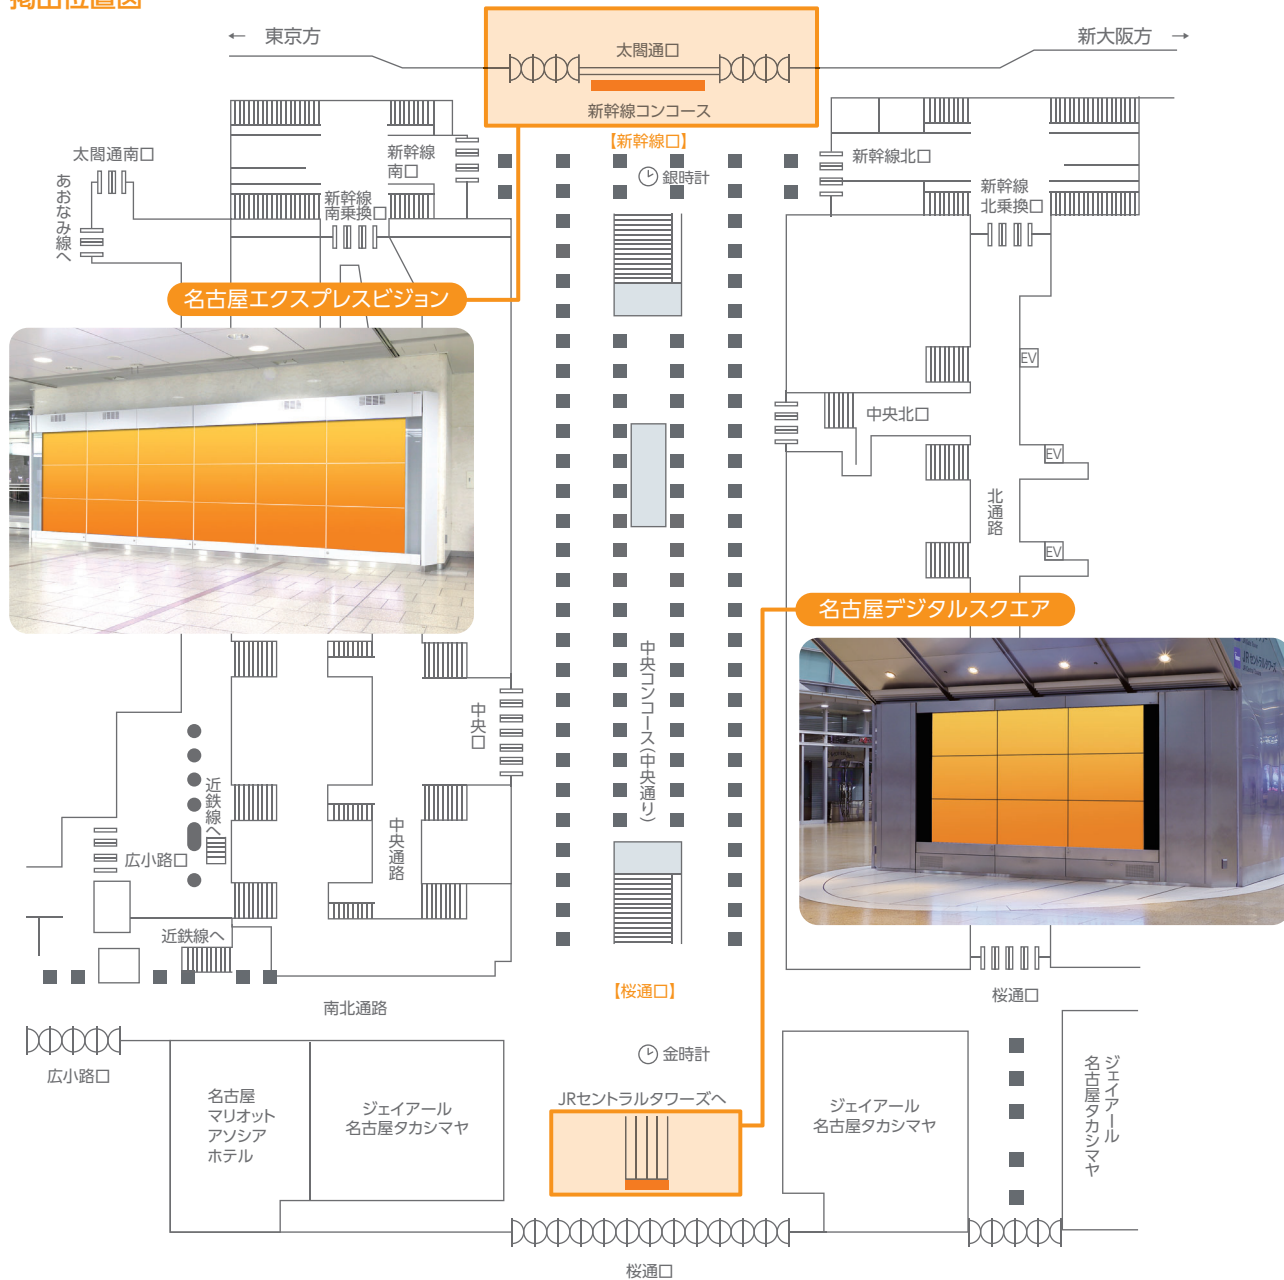 掲出位置図
← 東京方
新大阪方 →
太閤通口
新幹線コンコース
【新幹線口】
銀時計
太閤通南口
あおなみ線へ
新幹線
南口
新幹線
南乗換口
新幹線北口
新幹線
北乗換口
名古屋エクスプレスビジョン
EV
中央北口
EV
北通路
EV
名古屋デジタルスクエア
中央コンコース(中央通り)
中央口
JRセントラルタワーズ
近鉄線へ
中央通路
広小路口
近鉄線へ
南北通路
【桜通口】
桜通口
広小路口
金時計
JRセントラルタワーズへ
名古屋
マリオット
アソシア
ホテル
ジェイアール
名古屋タカシマヤ
ジェイアール
名古屋タカシマヤ
ジェイアール
名古屋タカシマヤ
桜通口